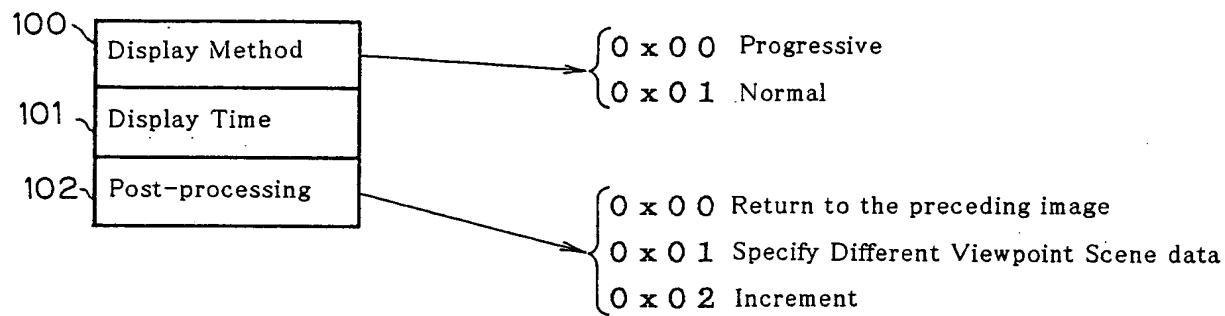 100
Display Method
0x00 Progressive
0x01 Normal
101
Display Time
102
Post-processing
0x00 Return to the preceding image
0x01 Specify Different Viewpoint Scene data
0x02 Increment